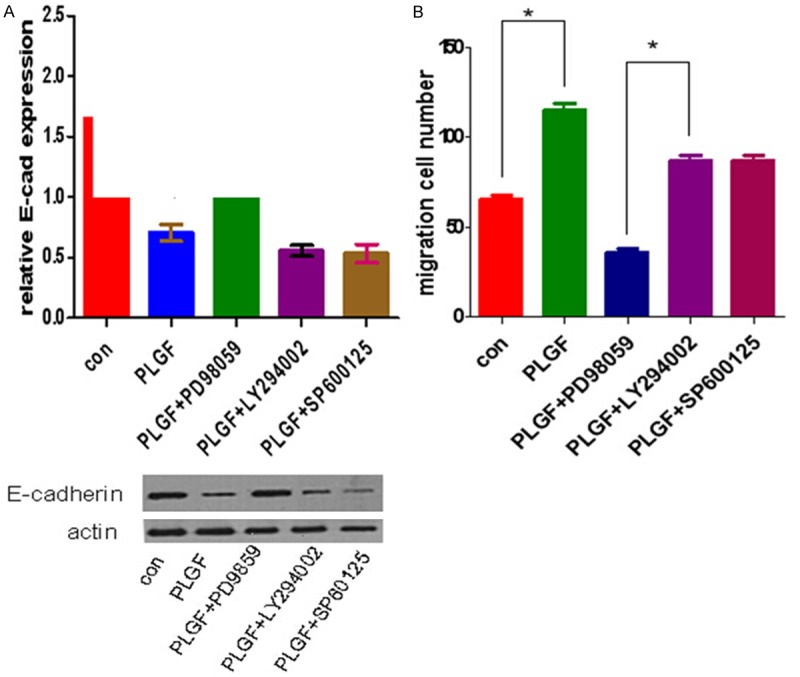 A
relative E-cad expression
2.5
2.0
1.5
1.0
0.5
0.0
con
PLGF
PLGF+PD98059
PLGF+LY294002
PLGF+SP600125
E-cadherin
actin
con
PLGF
PLGF+PD9859
PLGF+LY294002
PLGF+SP60125
B
migration cell number
150
100
50
0
*
*
con
PLGF
PLGF+PD98059
PLGF+LY294002
PLGF+SP600125